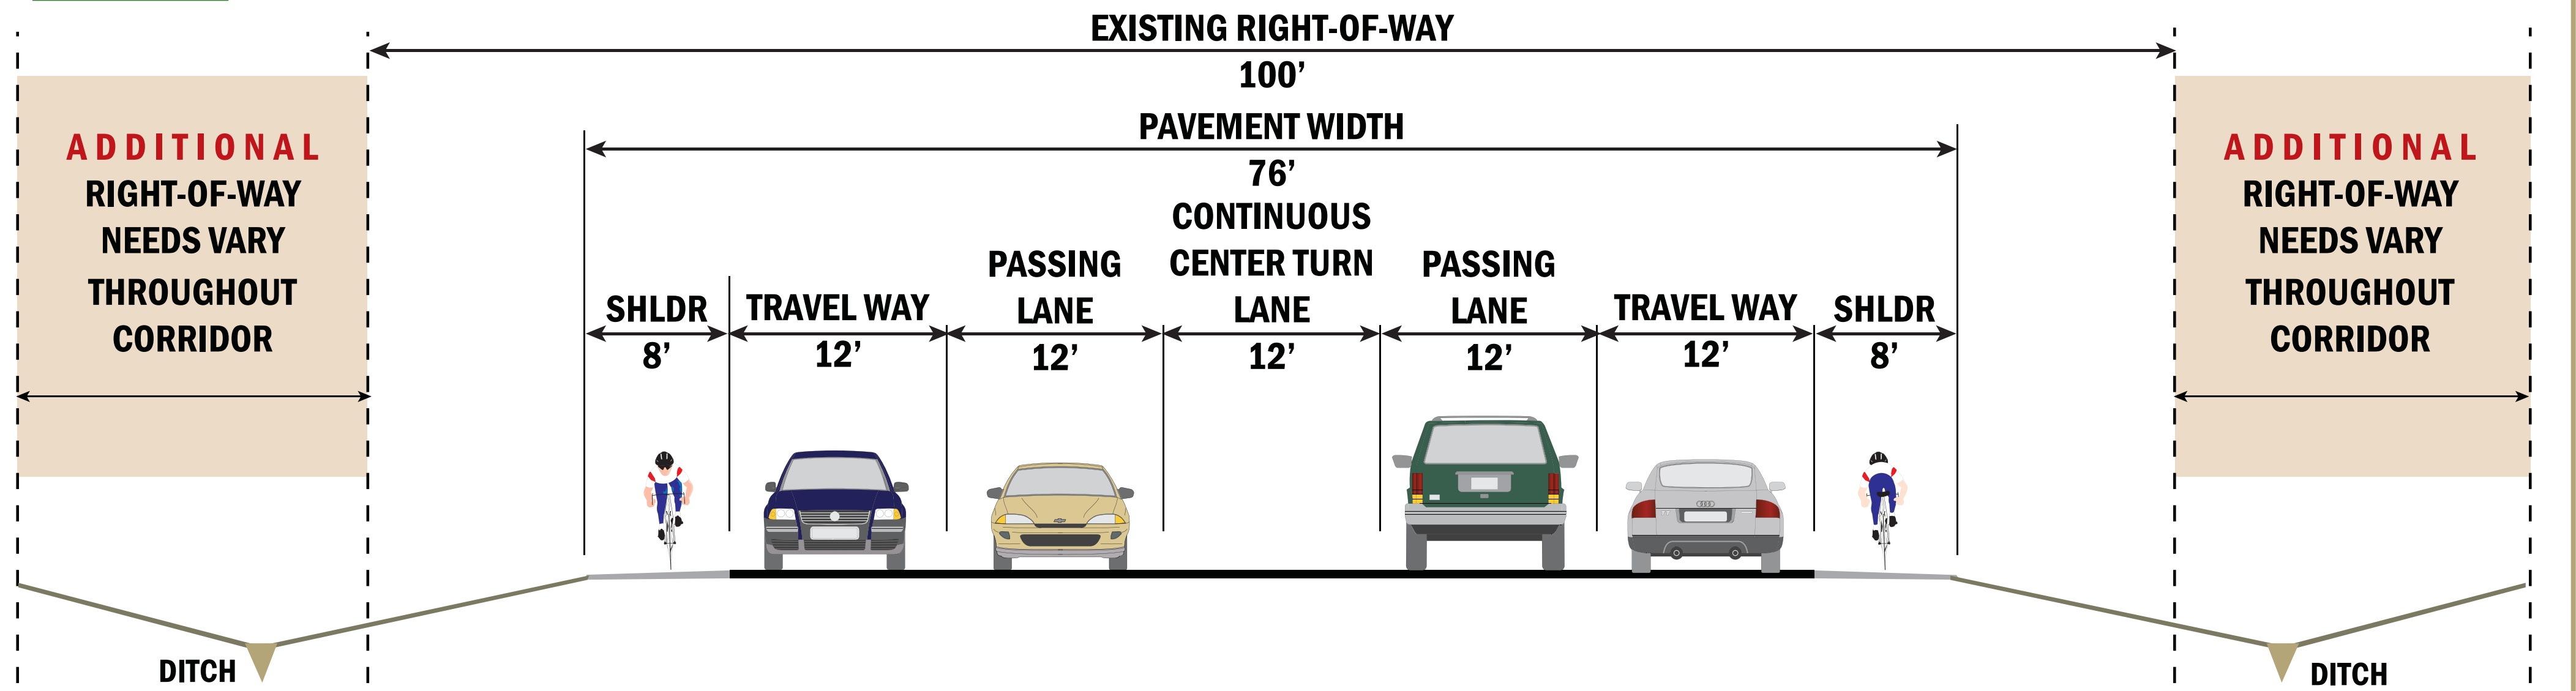 EXISTING RIGHT-OF-WAY
100’
PAVEMENT WIDTH
76’
ADDITIONAL
RIGHT-OF-WAY
NEEDS VARY
THROUGHOUT
CORRIDOR
SHLDR
8’
TRAVEL WAY
12’
PASSING
LANE
12’
CONTINUOUS
CENTER TURN
LANE
12’
PASSING
LANE
12’
TRAVEL WAY
12’
SHLDR
8’
ADDITIONAL
RIGHT-OF-WAY
NEEDS VARY
THROUGHOUT
CORRIDOR
DITCH
DITCH